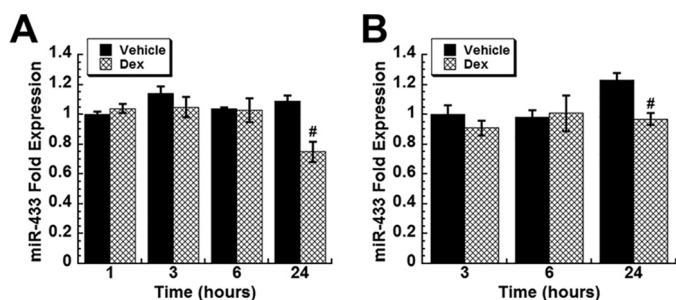 A
miR-433 Fold Expression
1.4
1.2
1
0.8
0.6
0.4
0.2
0
Vehicle
Dex
#
1 3 6 24
Time (hours)
B
miR-433 Fold Expression
1.4
1.2
1
0.8
0.6
0.4
0.2
0
Vehicle
Dex
#
3 6 24
Time (hours)